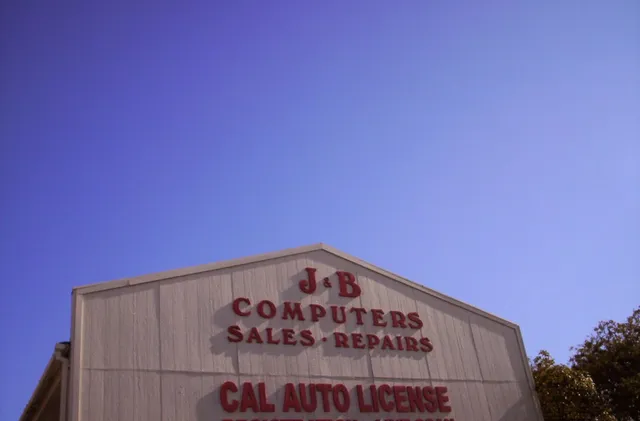 J & B
COMPUTERS
SALES · REPAIRS
CAL AUTO LICENSE